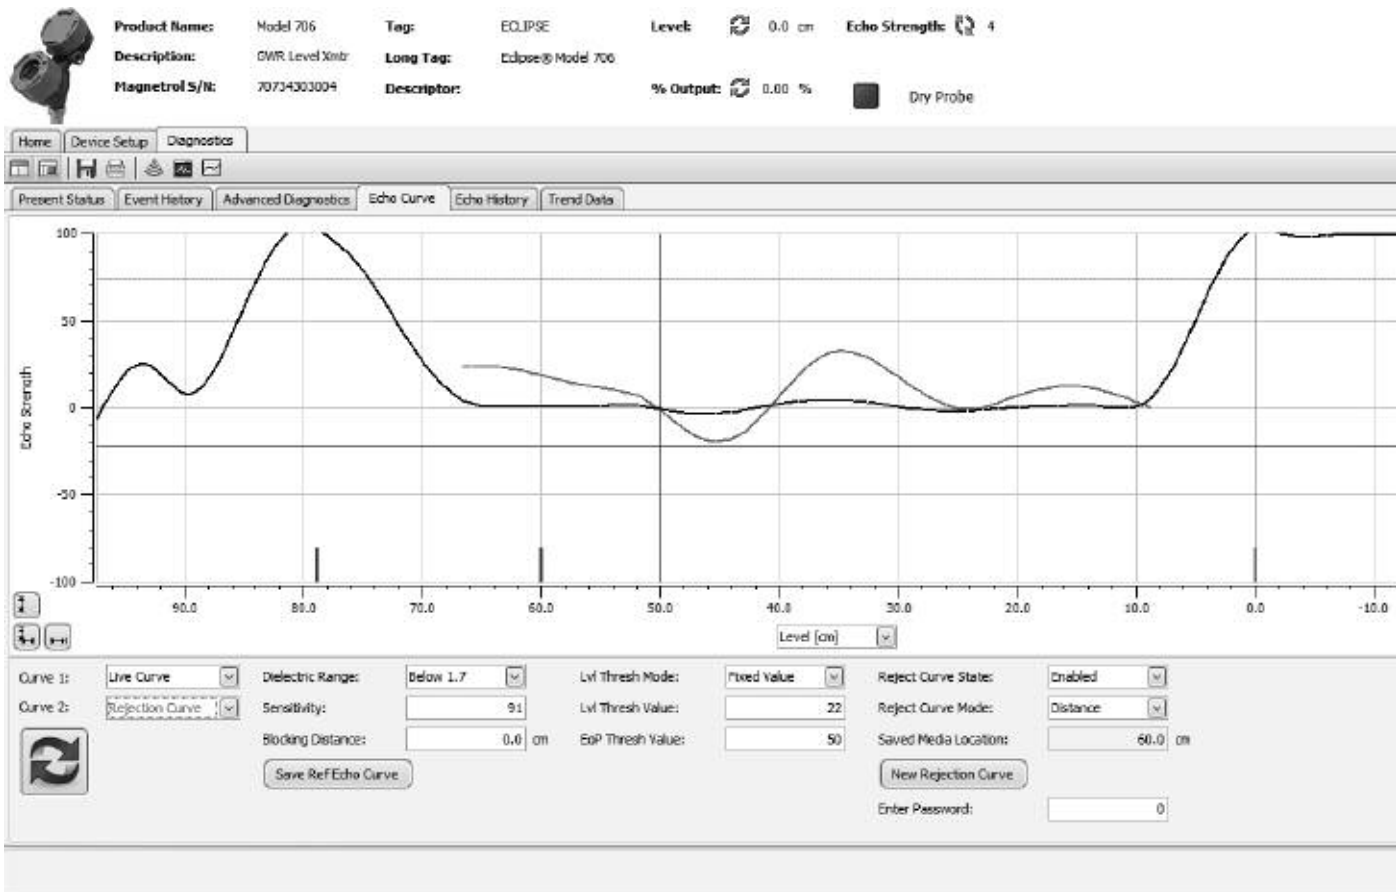 Product Name: Model 706 Tag: ECLIPSE Level: 0.0 cm Echo Strength: 4
Description: GWR Level Xmtr Long Tag: Eclipse® Model 706
Magnetrol S/N: 70734303004 Descriptor: % Output: 0.00 % Dry Probe
Home Device Setup Diagnostics
Present Status Event History Advanced Diagnostics Echo Curve Echo History Trend Data
100
50
0
-50
-100
Echo Strength
90.0 80.0 70.0 60.0 50.0 40.0 30.0 20.0 10.0 0.0 -10.0
Level [cm]
Curve 1: Live Curve Dielectric Range: Below 1.7 Lvl Thresh Mode: Fixed Value Reject Curve State: Enabled
Curve 2: Rejection Curve Sensitivity: 91 Lvl Thresh Value: 22 Reject Curve Mode: Distance
Blocking Distance: 0.0 cm EoP Thresh Value: 50 Saved Media Location: 60.0 cm
Save Ref Echo Curve New Rejection Curve
Enter Password: 0